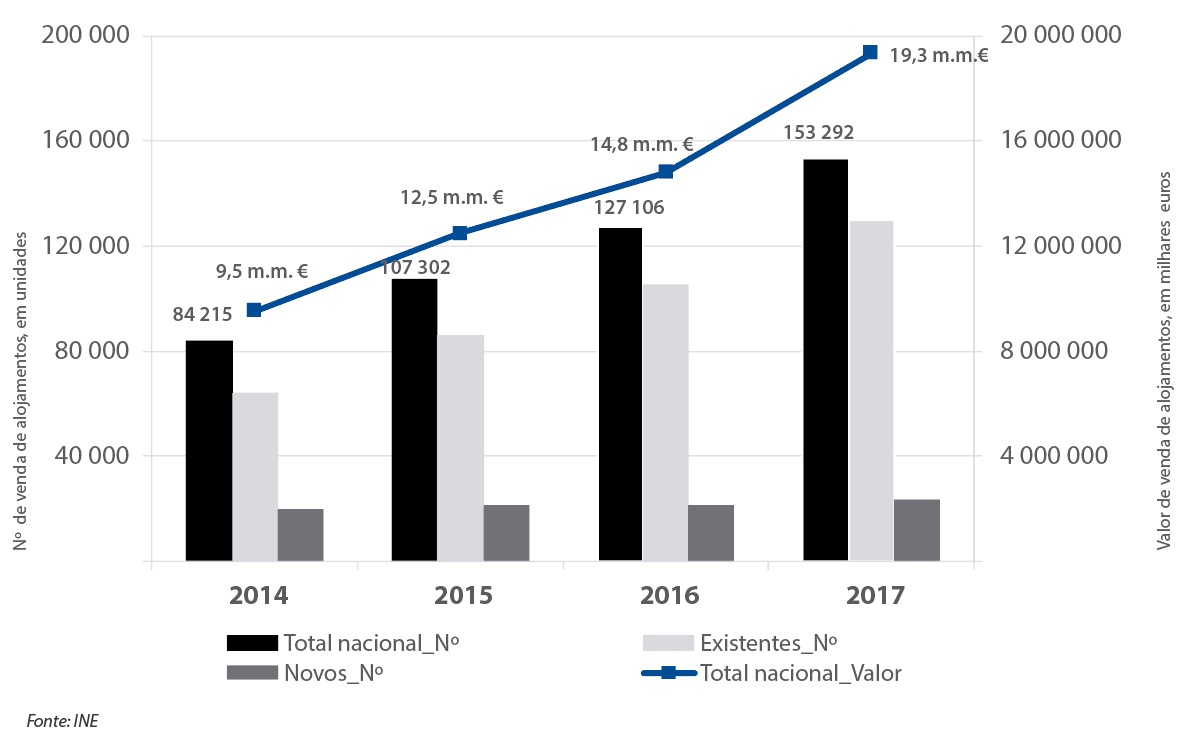 200 000
160 000
120 000
80 000
40 000
Nº de venda de alojamentos, em unidades
20 000 000
16 000 000
12 000 000
8 000 000
4 000 000
Valor de venda de alojamentos, em milhares euros
84 215
9,5 m.m. €
107 302
12,5 m.m. €
127 106
14,8 m.m. €
153 292
19,3 m.m.€
2014
2015
2016
2017
Total nacional_Nº
Existentes_Nº
Novos_Nº
Total nacional_Valor
Fonte: INE